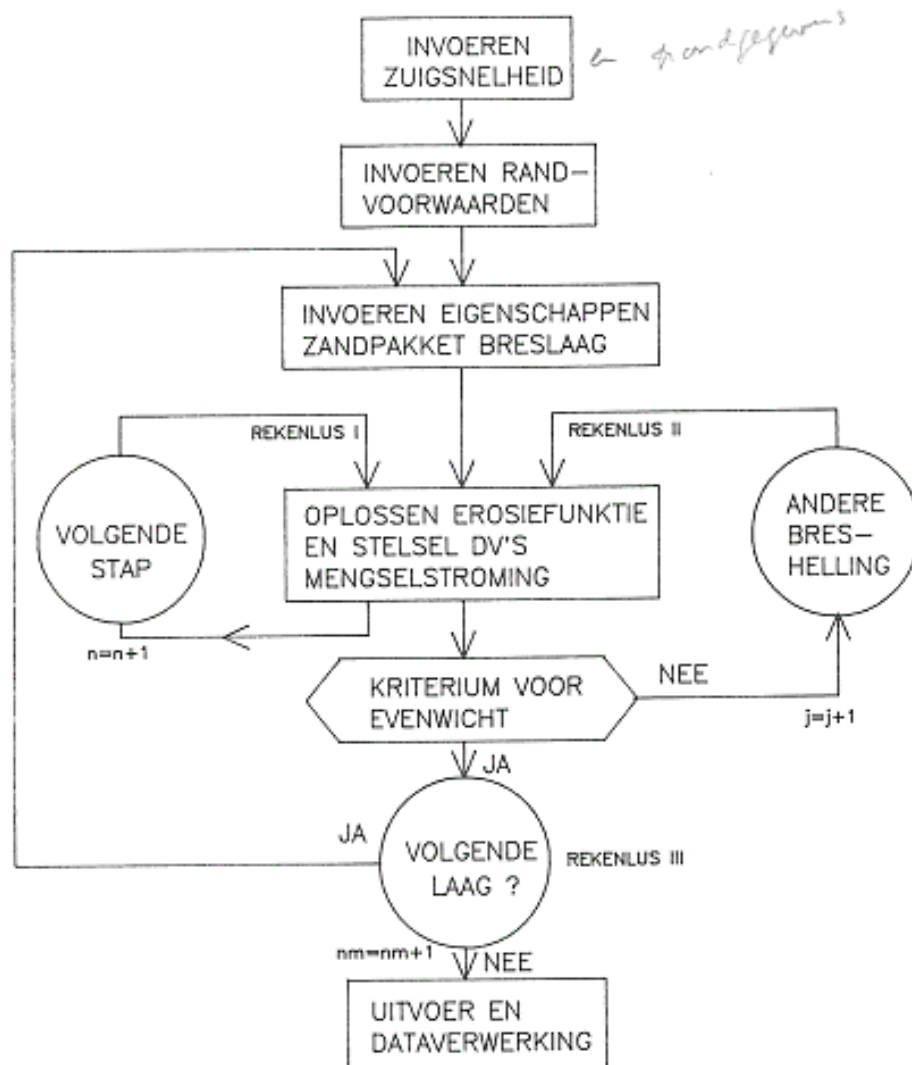 INVOEREN
ZUIGSNELHEID
en
INVOEREN RAND-
VOORWAARDEN
INVOEREN EIGENSCHAPPEN
ZANDPAKKET BRESLAAG
REKENLUS I
REKENLUS II
VOLGENDE
STAP
OPLOSSEN EROSIEFUNKTIE
EN STELSEL DV'S
MENGSELSTROMING
ANDERE
BRES-
HELLING
n=n+1
KRITERIUM VOOR
EVENWICHT
NEE
j=j+1
JA
JA
VOLGENDE
LAAG ?
REKENLUS III
nm=nm+1
NEE
UITVOER EN
DATAVERWERKING